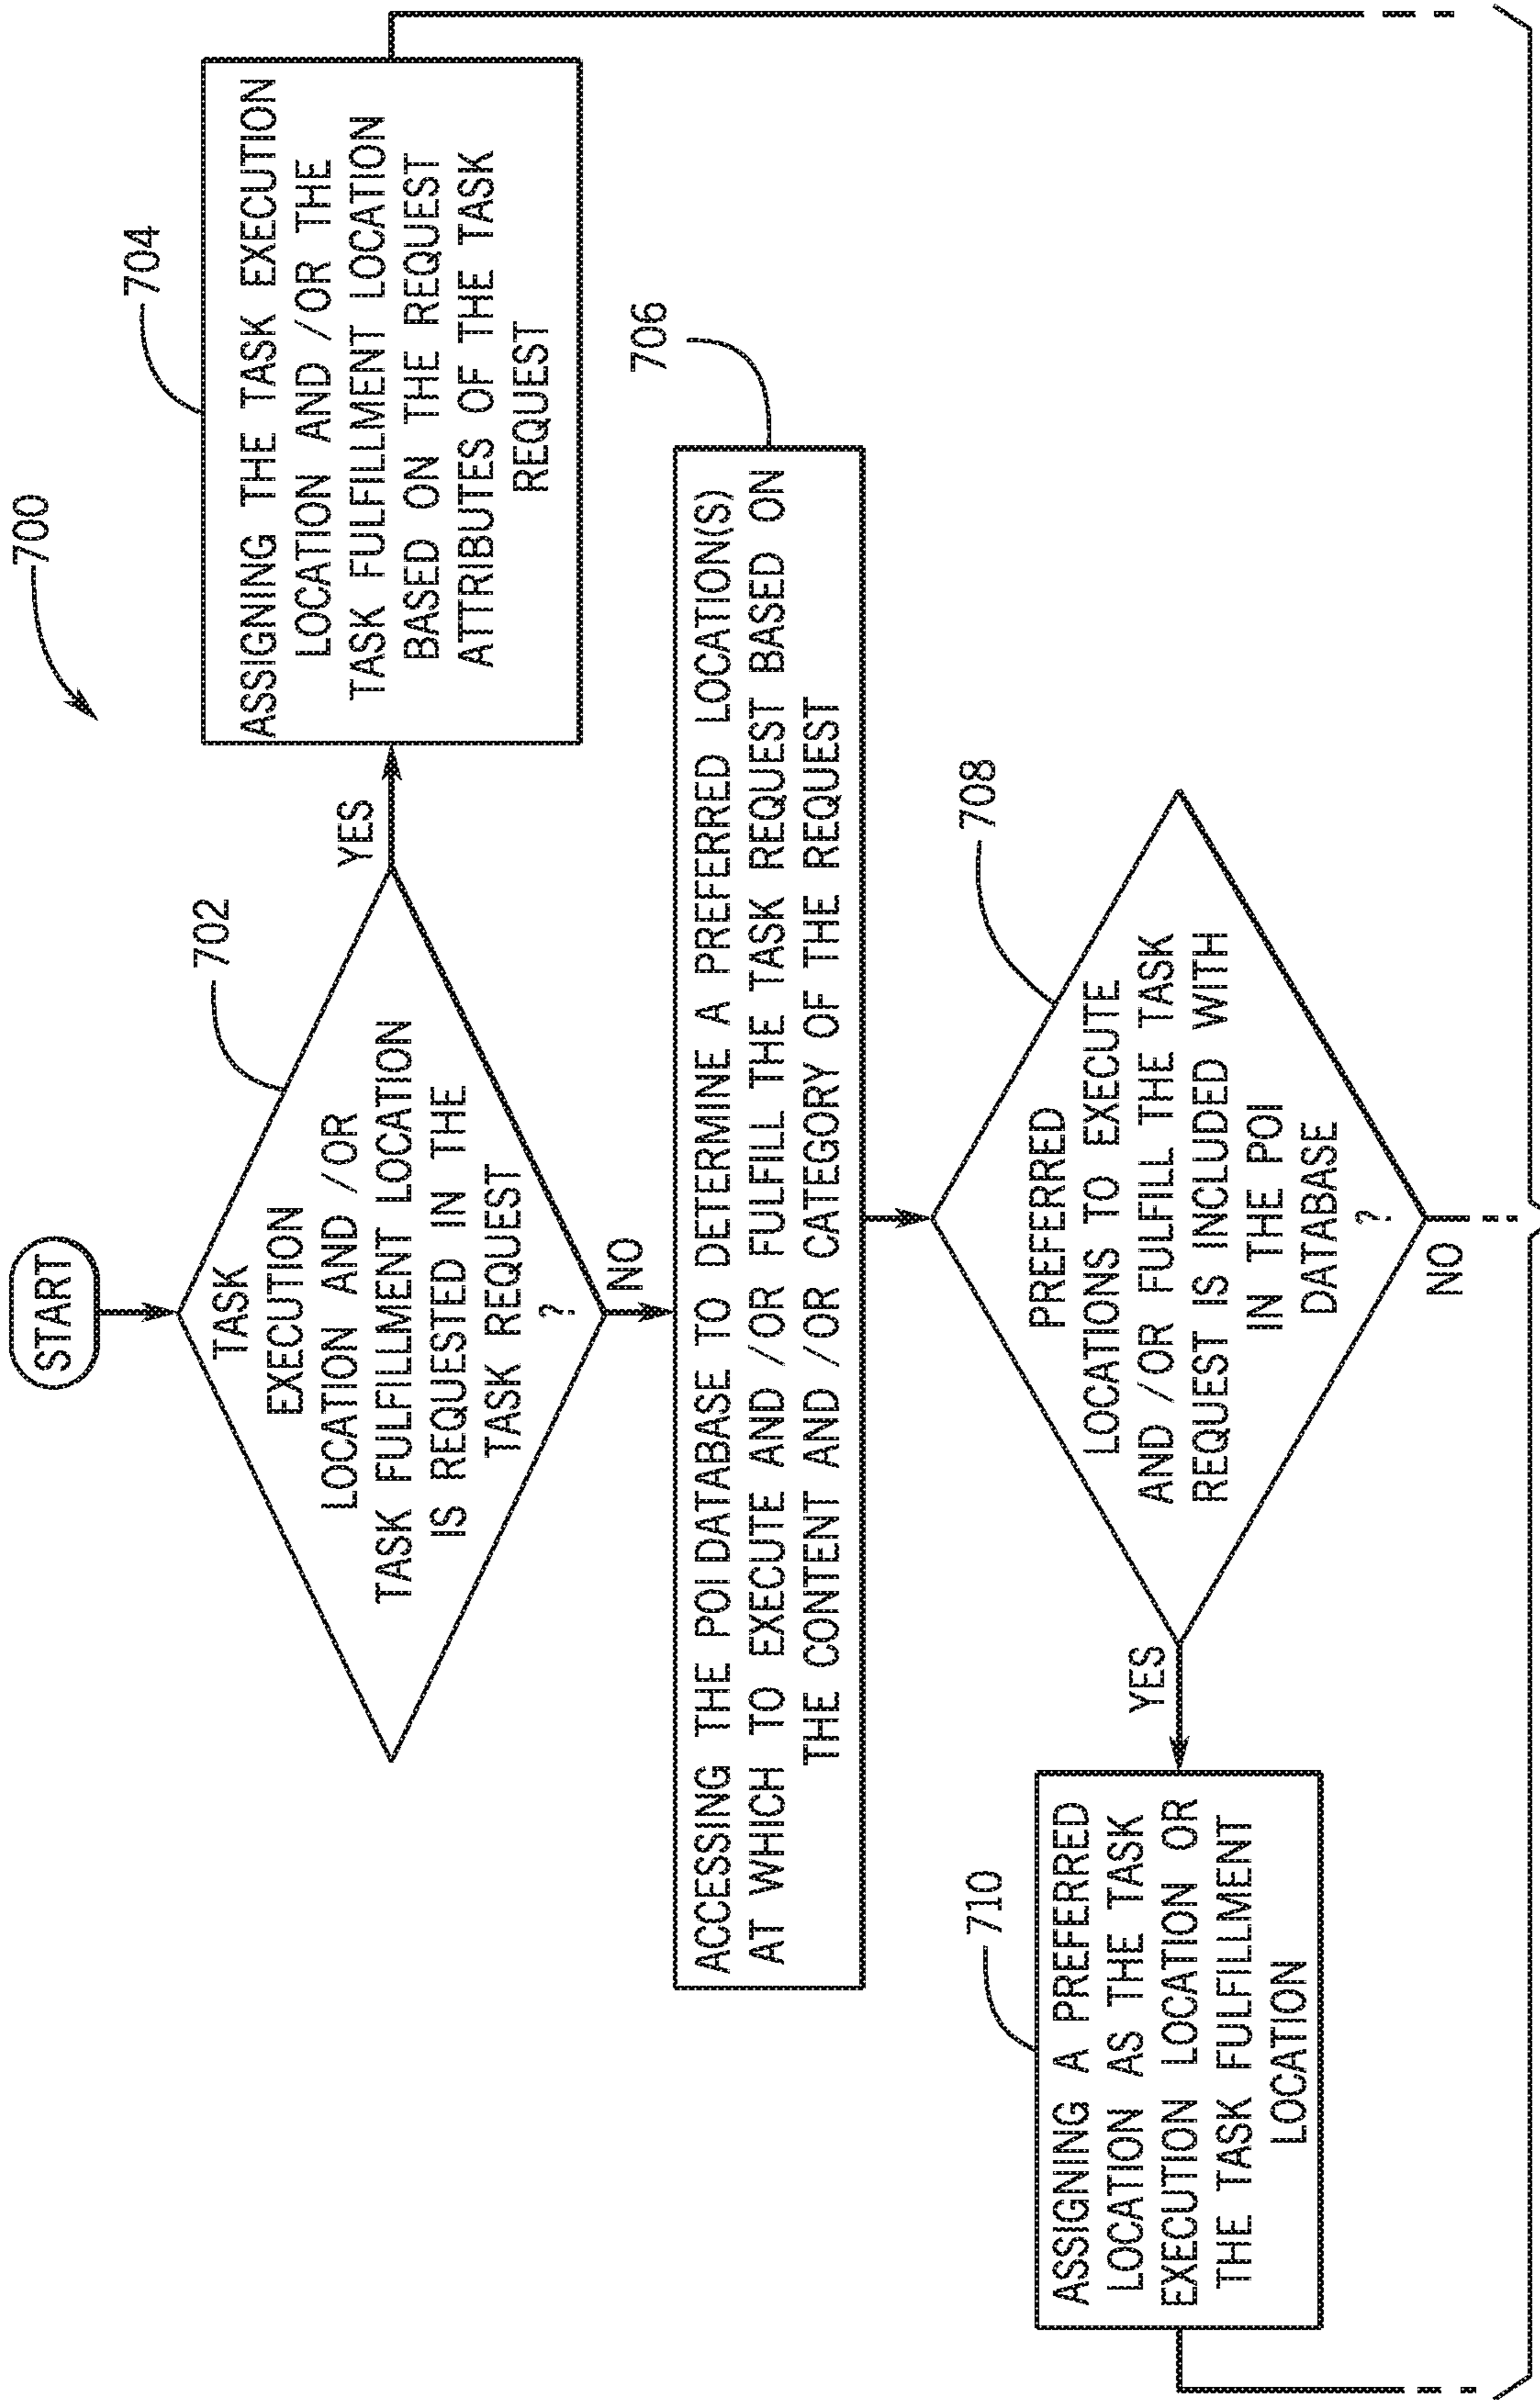 700
START
702
TASK
EXECUTION
LOCATION AND /OR
TASK FULFILLMENT LOCATION
IS REQUESTED IN THE
TASK REQUEST
?
YES
NO
704
ASSIGNING THE TASK EXECUTION
LOCATION AND /OR THE
TASK FULFILLMENT LOCATION
BASED ON THE REQUEST
ATTRIBUTES OF THE TASK
REQUEST
706
ACCESSING THE POI DATABASE TO DETERMINE A PREFERRED LOCATION(S)
AT WHICH TO EXECUTE AND /OR FULFILL THE TASK REQUEST BASED ON
THE CONTENT AND /OR CATEGORY OF THE REQUEST
708
PREFERRED
LOCATIONS TO EXECUTE
AND /OR FULFILL THE TASK
REQUEST IS INCLUDED WITH
IN THE POI
DATABASE
?
YES
NO
710
ASSIGNING A PREFERRED
LOCATION AS THE TASK
EXECUTION LOCATION OR
THE TASK FULFILLMENT
LOCATION